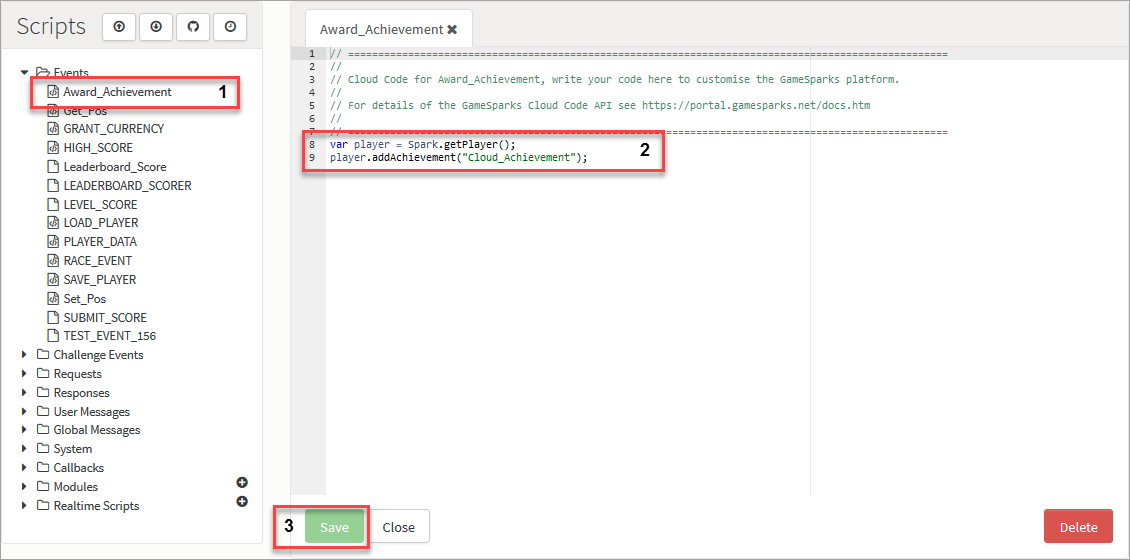 Scripts
Events
Award_Achievement
1
Get_Pos
GRANT_CURRENCY
HIGH_SCORE
Leaderboard_Score
LEADERBOARD_SCORER
LEVEL_SCORE
LOAD_PLAYER
PLAYER_DATA
RACE_EVENT
SAVE_PLAYER
Set_Pos
SUBMIT_SCORE
TEST_EVENT_156
Challenge Events
Requests
Responses
User Messages
Global Messages
System
Callbacks
Modules
Realtime Scripts
Award_Achievement ✖
1 // ====================================================================================================
2 //
3 // Cloud Code for Award_Achievement, write your code here to customise the GameSparks platform.
4 //
5 // For details of the GameSparks Cloud Code API see https://portal.gamesparks.net/docs.htm
6 //
7 // ====================================================================================================
8 var player = Spark.getPlayer();
9 player.addAchievement("Cloud_Achievement");
2
3 Save
Close
Delete